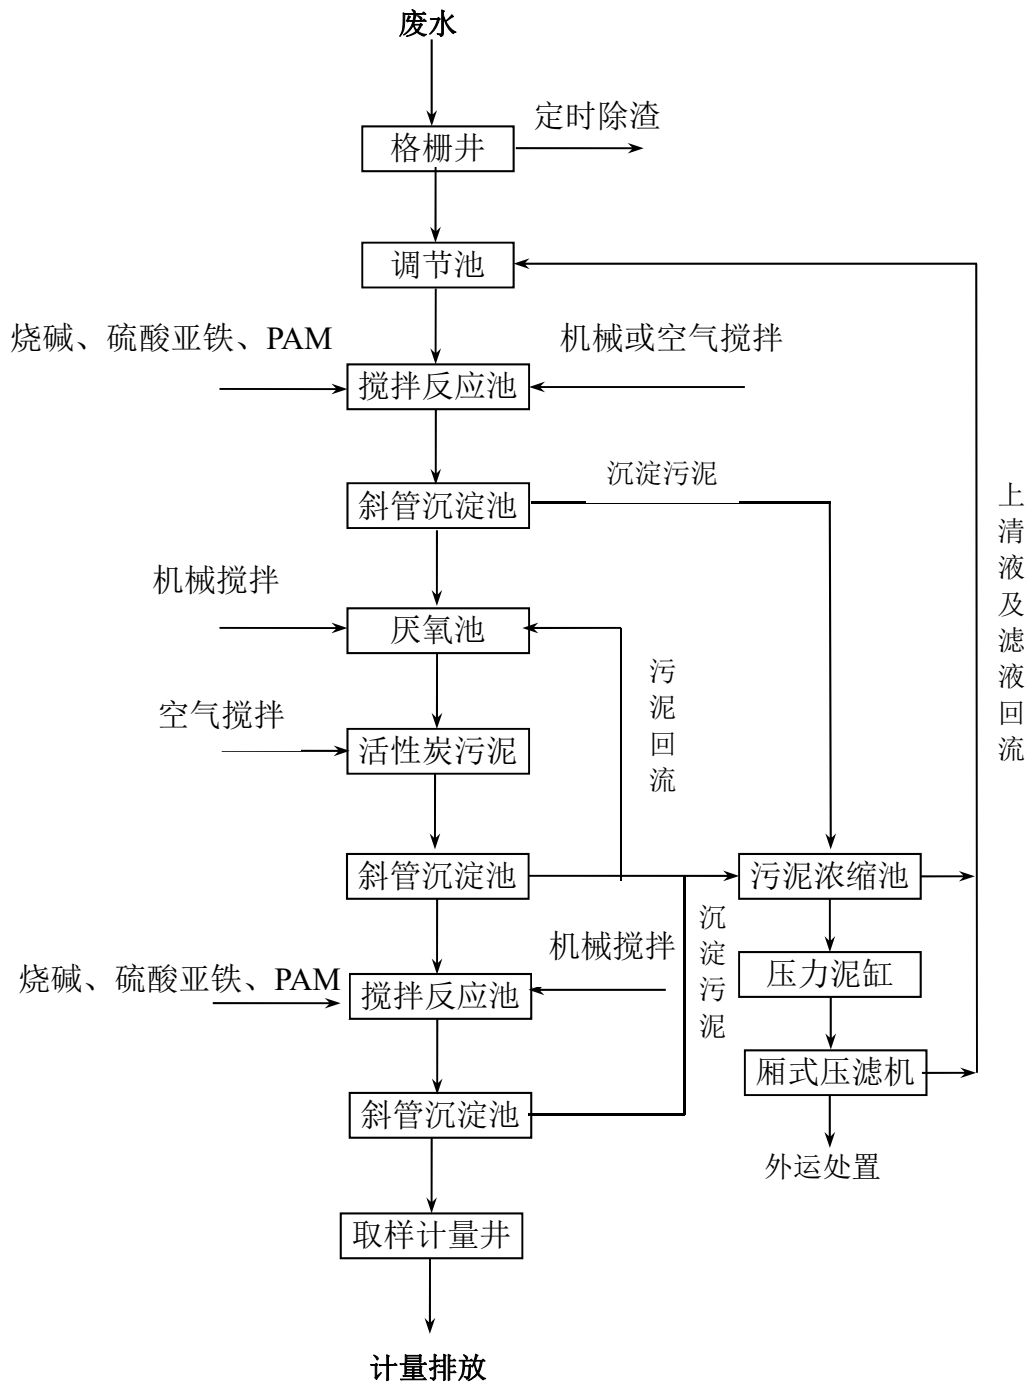 废水
定时除渣
格栅井
调节池
烧碱、硫酸亚铁、PAM
机械或空气搅拌
搅拌反应池
沉淀污泥
斜管沉淀池
上清液及滤液回流
机械搅拌
厌氧池
污泥回流
空气搅拌
活性炭污泥
斜管沉淀池
污泥浓缩池
沉淀污泥
机械搅拌
烧碱、硫酸亚铁、PAM
搅拌反应池
压力泥缸
厢式压滤机
斜管沉淀池
外运处置
取样计量井
计量排放